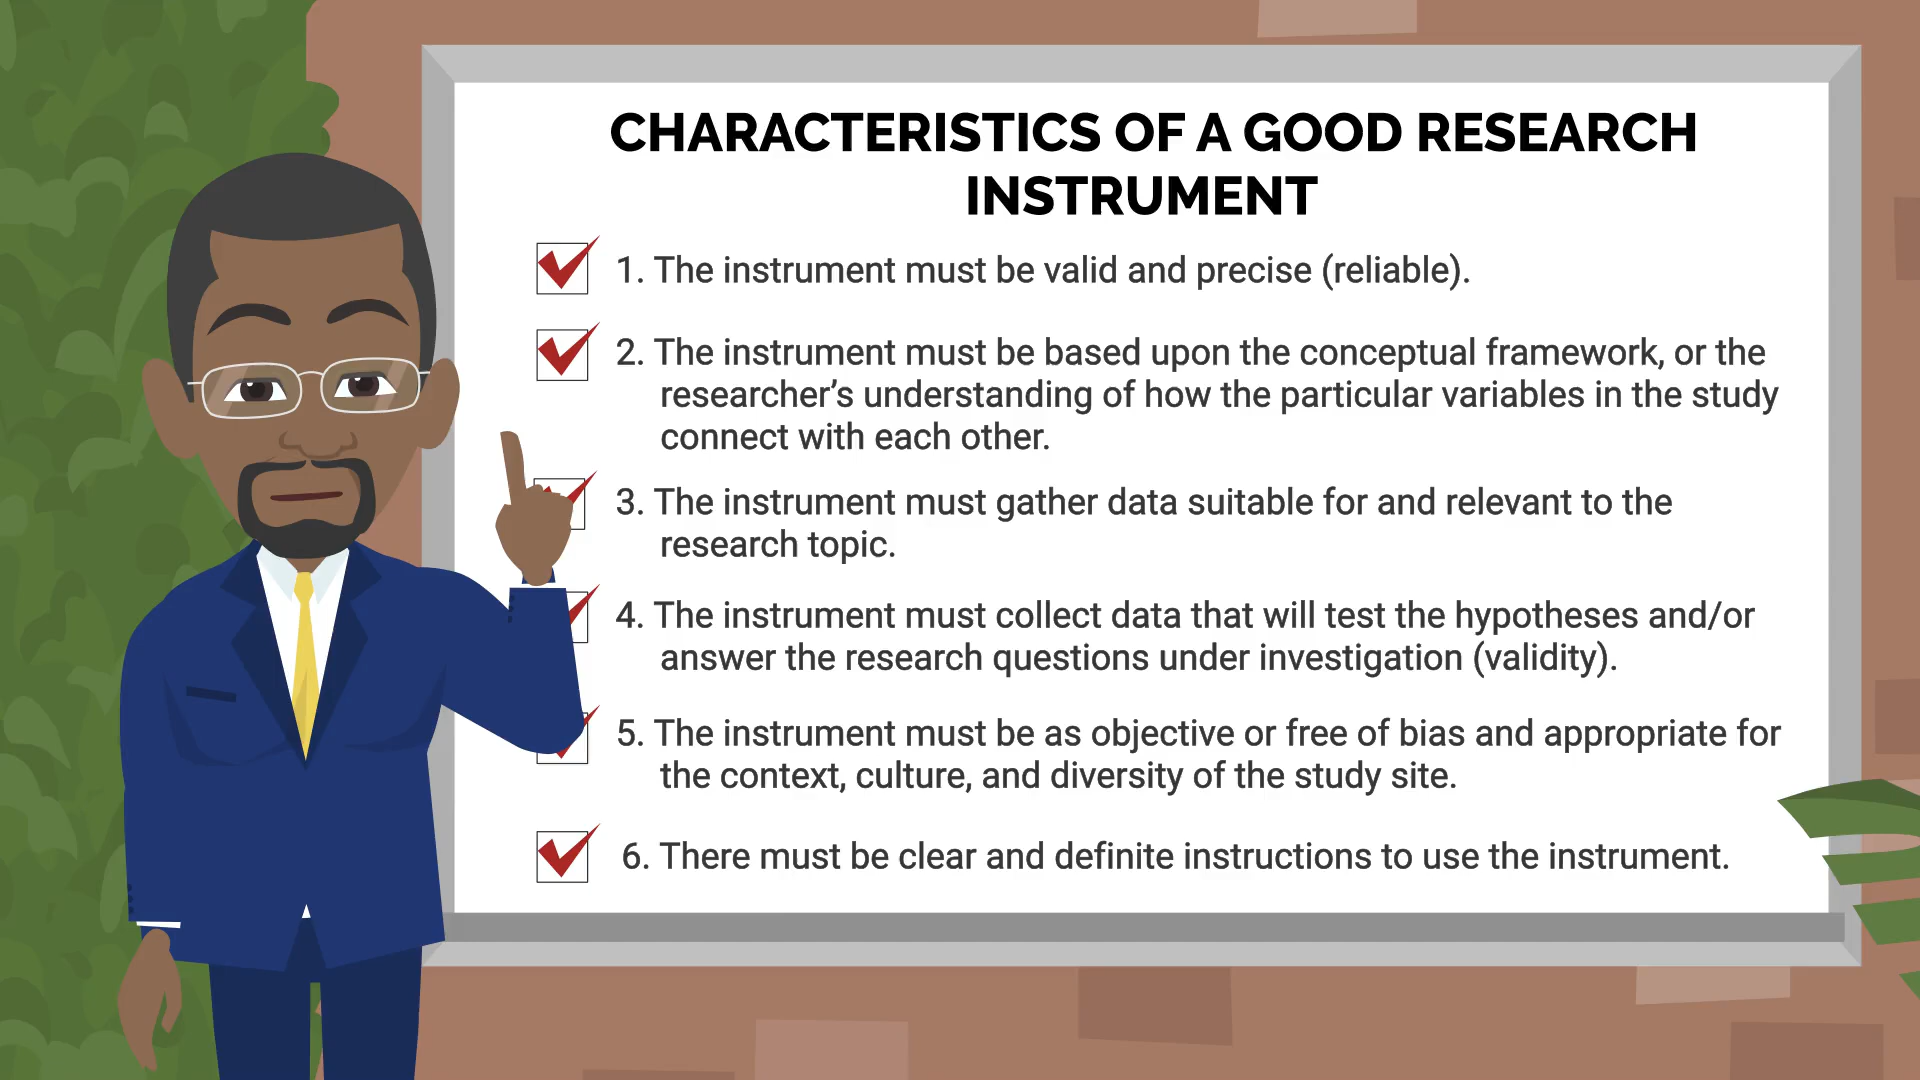 CHARACTERISTICS OF A GOOD RESEARCH
INSTRUMENT
1. The instrument must be valid and precise (reliable).
2. The instrument must be based upon the conceptual framework, or the
researcher’s understanding of how the particular variables in the study
connect with each other.
3. The instrument must gather data suitable for and relevant to the
research topic.
4. The instrument must collect data that will test the hypotheses and/or
answer the research questions under investigation (validity).
5. The instrument must be as objective or free of bias and appropriate for
the context, culture, and diversity of the study site.
6. There must be clear and definite instructions to use the instrument.